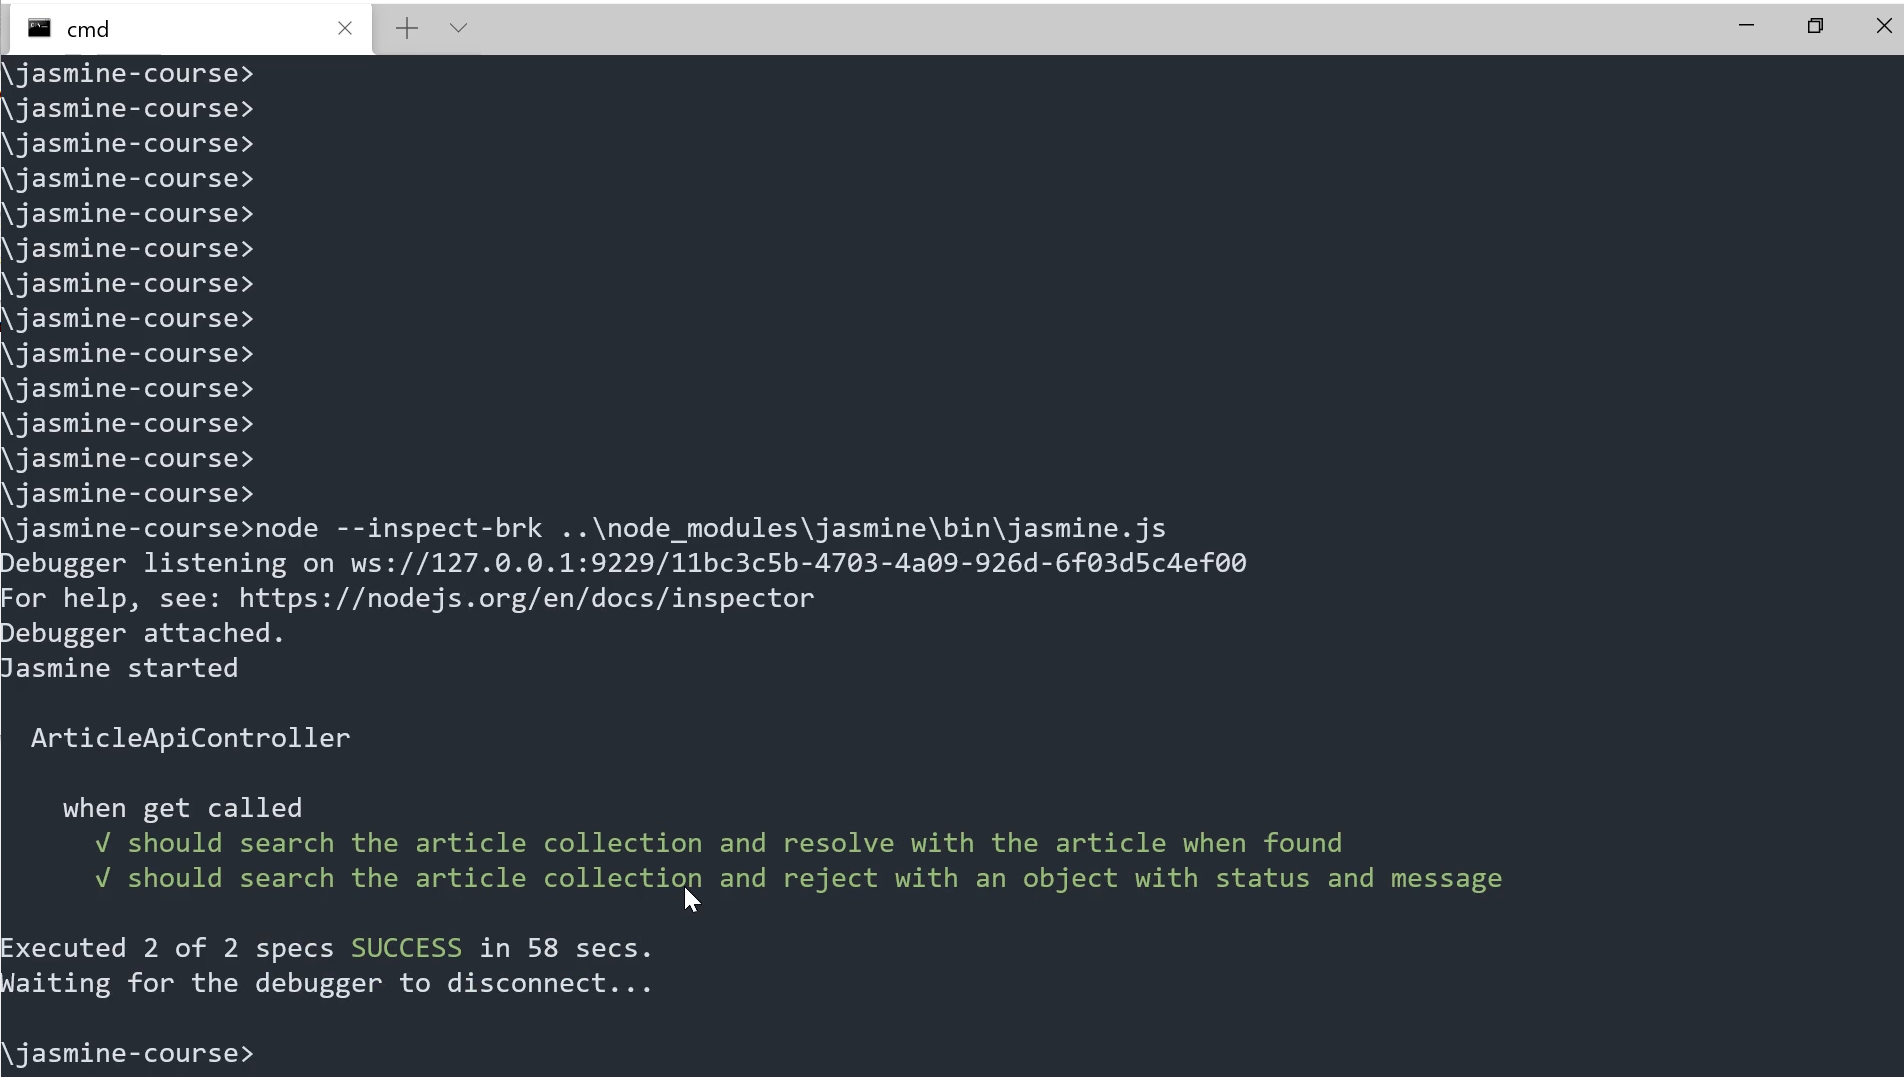 cmd
\jasmine-course>
\jasmine-course>
\jasmine-course>
\jasmine-course>
\jasmine-course>
\jasmine-course>
\jasmine-course>
\jasmine-course>
\jasmine-course>
\jasmine-course>
\jasmine-course>
\jasmine-course>
\jasmine-course>
\jasmine-course>node --inspect-brk ..\node_modules\jasmine\bin\jasmine.js
Debugger listening on ws://127.0.0.1:9229/11bc3c5b-4703-4a09-926d-6f03d5c4ef00
For help, see: https://nodejs.org/en/docs/inspector
Debugger attached.
Jasmine started
ArticleApiController
when get called
√ should search the article collection and resolve with the article when found
√ should search the article collection and reject with an object with status and message
Executed 2 of 2 specs SUCCESS in 58 secs.
Waiting for the debugger to disconnect...
\jasmine-course>